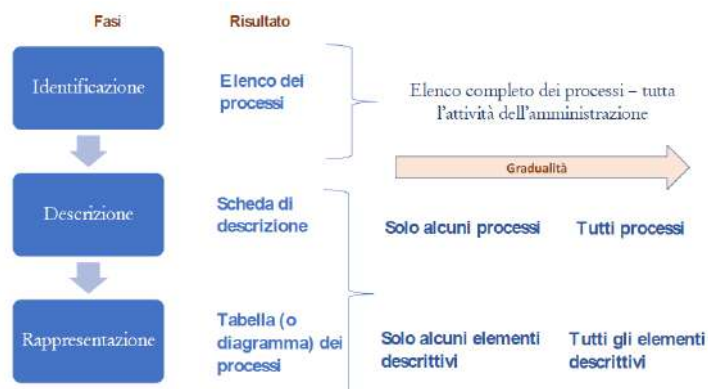 Fasi
Risultato
Identificazione
Elenco dei
processi
Elenco completo dei processi – tutta
l'attività dell'amministrazione
Gradualità
Descrizione
Scheda di
descrizione
Solo alcuni processi
Tutti processi
Rappresentazione
Tabella (o
diagramma) dei
processi
Solo alcuni elementi
descrittivi
Tutti gli elementi
descrittivi